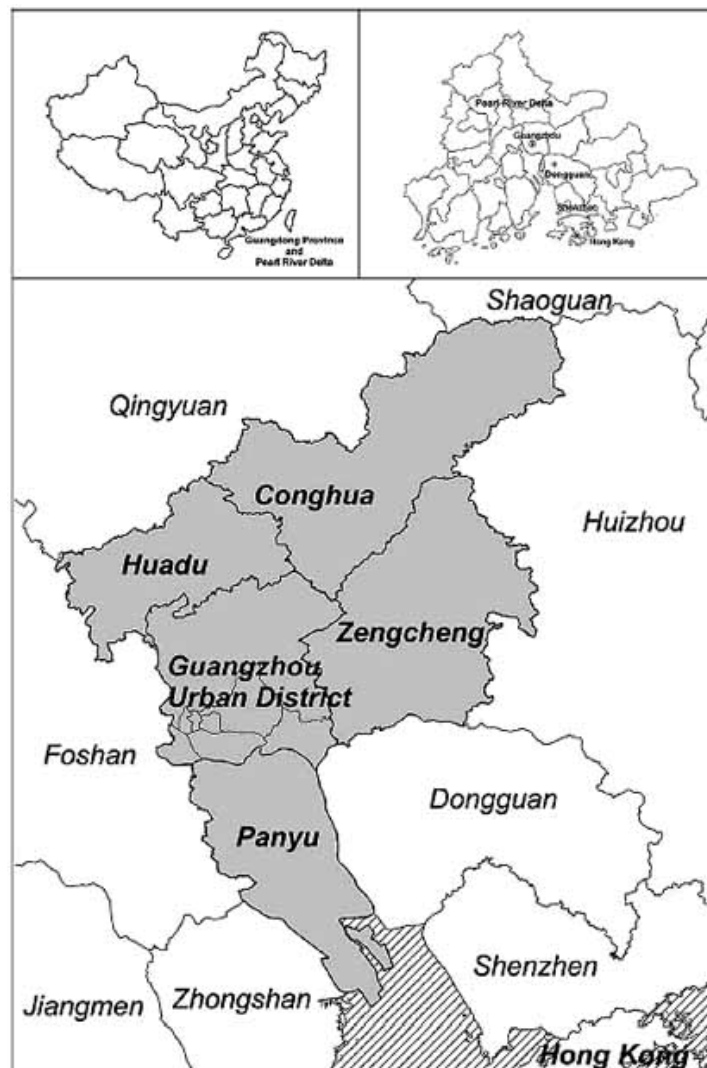 Guangdong Province
and
Pearl River Delta
Pearl River Delta
Guangzhou
Dongguan
Shenzhen
Hong Kong
Shaoguan
Qingyuan
Conghua
Huizhou
Huadu
Zengcheng
Guangzhou
Urban District
Foshan
Dongguan
Panyu
Shenzhen
Jiangmen
Zhongshan
Hong Kong